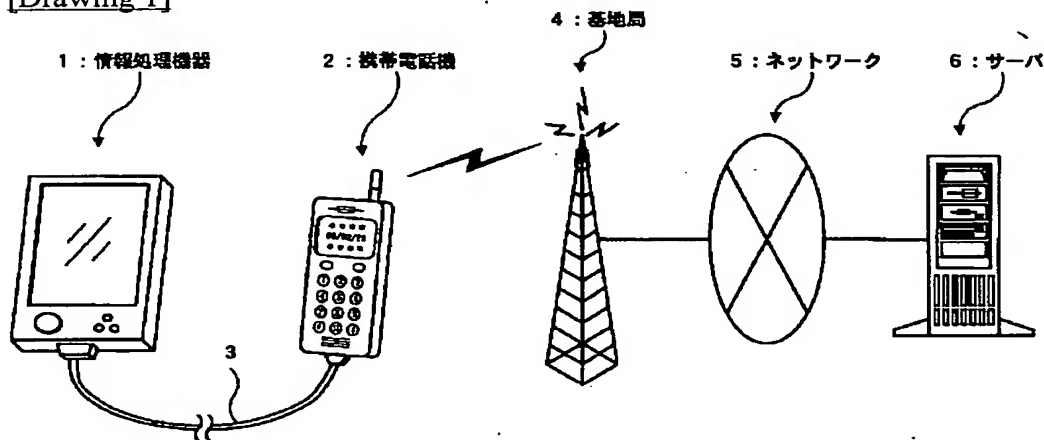 [Drawing 1]
4：基地局
1：情報処理機器
2：携帯電話機
5：ネットワーク
6：サーバ
3